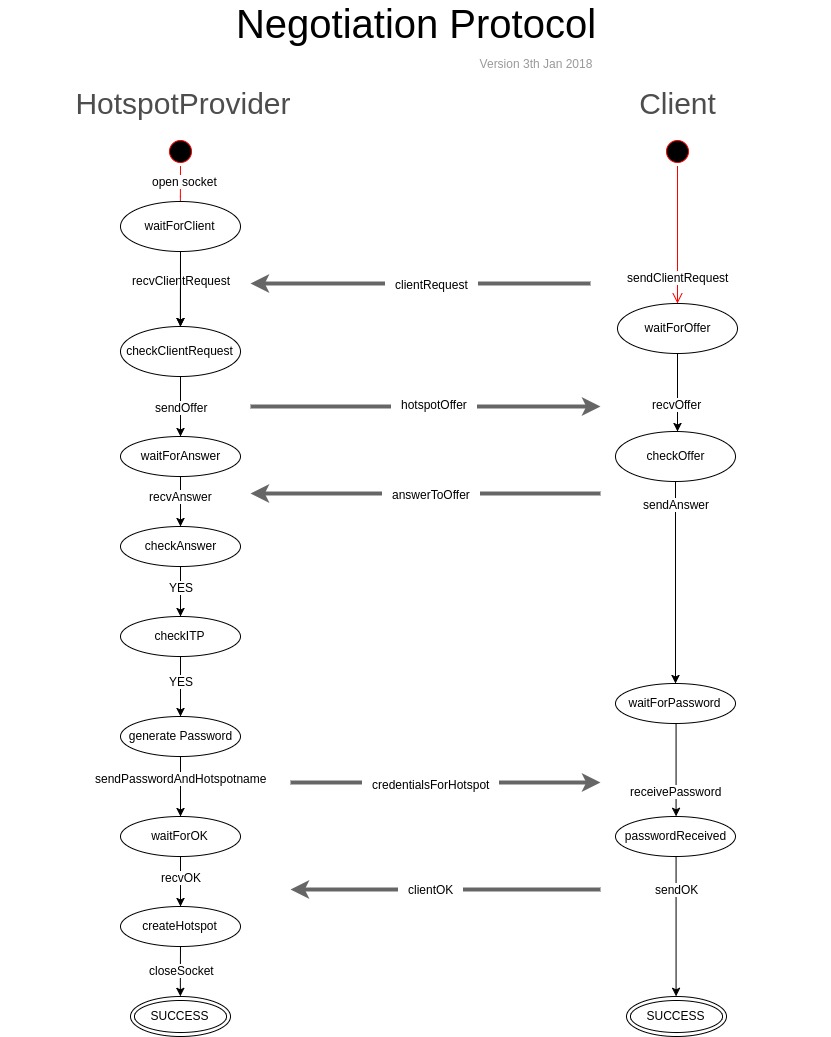 Negotiation Protocol
Version 3th Jan 2018
HotspotProvider
Client
open socket
waitForClient
recvClientRequest
clientRequest
sendClientRequest
waitForOffer
checkClientRequest
sendOffer
hotspotOffer
recvOffer
waitForAnswer
checkOffer
recvAnswer
answerToOffer
sendAnswer
checkAnswer
YES
checkITP
YES
waitForPassword
generate Password
sendPasswordAndHotspotname
credentialsForHotspot
receivePassword
waitForOK
passwordReceived
recvOK
clientOK
sendOK
createHotspot
closeSocket
SUCCESS
SUCCESS